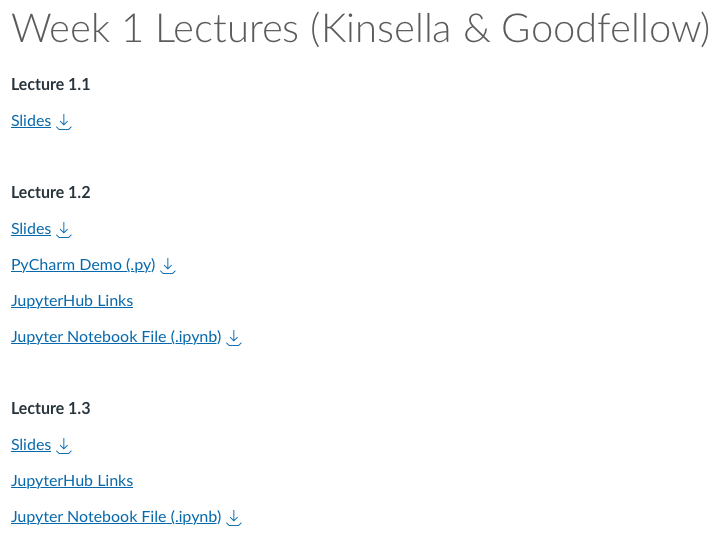 Week 1 Lectures (Kinsella & Goodfellow)
Lecture 1.1
Slides
Lecture 1.2
Slides
PyCharm Demo (.py)
JupyterHub Links
Jupyter Notebook File (.ipynb)
Lecture 1.3
Slides
JupyterHub Links
Jupyter Notebook File (.ipynb)